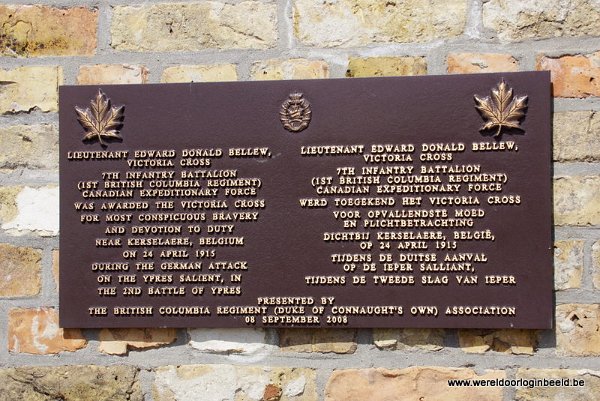 LIEUTENANT EDWARD DONALD BELLEW,
VICTORIA CROSS
7TH INFANTRY BATTALION
(1ST BRITISH COLUMBIA REGIMENT)
CANADIAN EXPEDITIONARY FORCE
WAS AWARDED THE VICTORIA CROSS
FOR MOST CONSPICUOUS BRAVERY
AND DEVOTION TO DUTY
NEAR KERSELAERE, BELGIUM
ON 24 APRIL 1915
DURING THE GERMAN ATTACK
ON THE YPRES SALIENT, IN
THE 2ND BATTLE OF YPRES
LIEUTENANT EDWARD DONALD BELLEW,
VICTORIA CROSS
7TH INFANTRY BATTALION
(1ST BRITISH COLUMBIA REGIMENT)
CANADIAN EXPEDITIONARY FORCE
WERD TOEGEKEND HET VICTORIA CROSS
VOOR OPVALLENDSTE MOED
EN PLICHTBETRACHTING
DICHTBIJ KERSELAERE, BELGIË,
OP 24 APRIL 1915
TIJDENS DE DUITSE AANVAL
OP DE IEPER SALLIANT,
TIJDENS DE TWEEDE SLAG VAN IEPER
PRESENTED BY
THE BRITISH COLUMBIA REGIMENT (DUKE OF CONNAUGHT'S OWN) ASSOCIATION
08 SEPTEMBER 2008
www.wereldoorloginbeeld.be